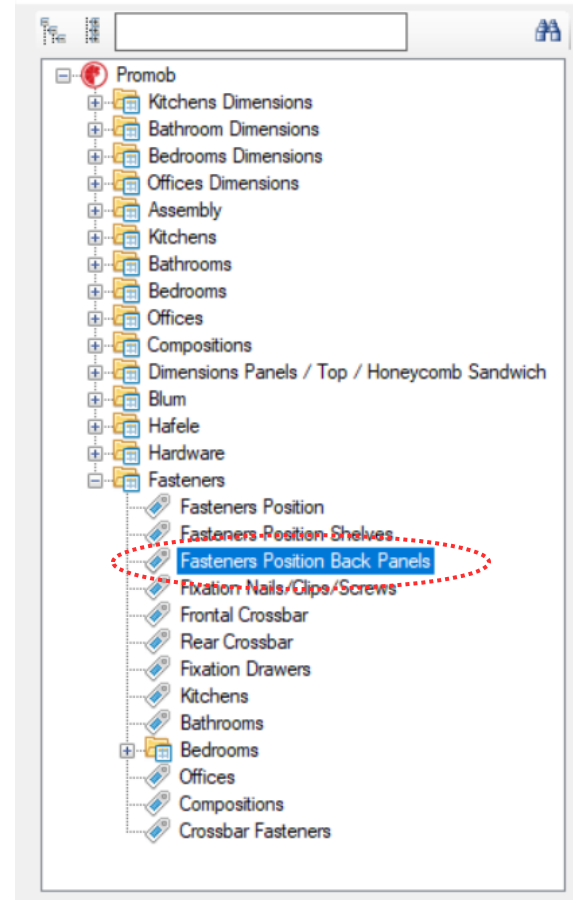 Promob
Kitchens Dimensions
Bathroom Dimensions
Bedrooms Dimensions
Offices Dimensions
Assembly
Kitchens
Bathrooms
Bedrooms
Offices
Compositions
Dimensions Panels / Top / Honeycomb Sandwich
Blum
Hafele
Hardware
Fasteners
Fasteners Position
Fasteners Position Shelves
Fasteners Position Back Panels
Fixation Nails/Clips/Screws
Frontal Crossbar
Rear Crossbar
Fixation Drawers
Kitchens
Bathrooms
Bedrooms
Offices
Compositions
Crossbar Fasteners